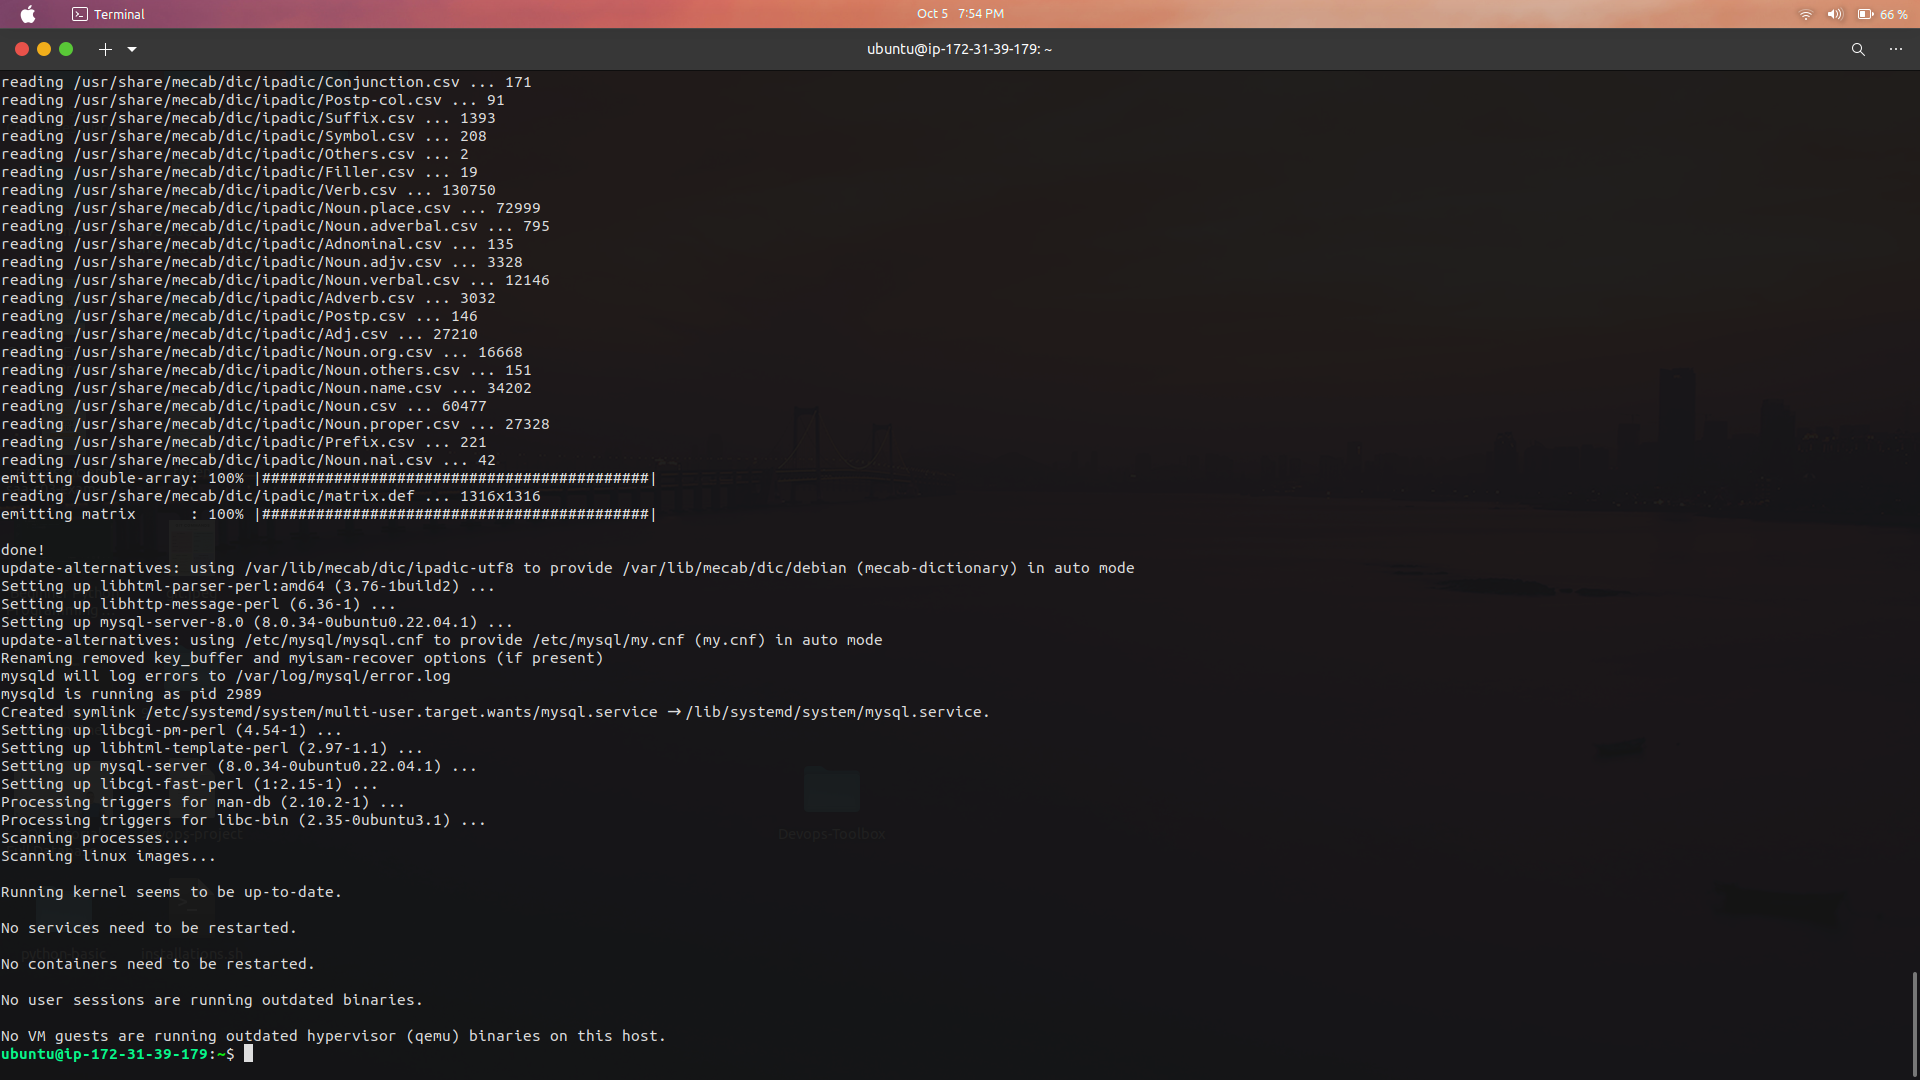 Terminal
Oct 5 7:54 PM
66 %
ubuntu@ip-172-31-39-179: ~
reading /usr/share/mecab/dic/ipadic/Conjunction.csv ... 171
reading /usr/share/mecab/dic/ipadic/Postp-col.csv ... 91
reading /usr/share/mecab/dic/ipadic/Suffix.csv ... 1393
reading /usr/share/mecab/dic/ipadic/Symbol.csv ... 208
reading /usr/share/mecab/dic/ipadic/Others.csv ... 2
reading /usr/share/mecab/dic/ipadic/Filler.csv ... 19
reading /usr/share/mecab/dic/ipadic/Verb.csv ... 130750
reading /usr/share/mecab/dic/ipadic/Noun.place.csv ... 72999
reading /usr/share/mecab/dic/ipadic/Noun.adverbal.csv ... 795
reading /usr/share/mecab/dic/ipadic/Adnominal.csv ... 135
reading /usr/share/mecab/dic/ipadic/Noun.adjv.csv ... 3328
reading /usr/share/mecab/dic/ipadic/Noun.verbal.csv ... 12146
reading /usr/share/mecab/dic/ipadic/Adverb.csv ... 3032
reading /usr/share/mecab/dic/ipadic/Postp.csv ... 146
reading /usr/share/mecab/dic/ipadic/Adj.csv ... 27210
reading /usr/share/mecab/dic/ipadic/Noun.org.csv ... 16668
reading /usr/share/mecab/dic/ipadic/Noun.others.csv ... 151
reading /usr/share/mecab/dic/ipadic/Noun.name.csv ... 34202
reading /usr/share/mecab/dic/ipadic/Noun.csv ... 60477
reading /usr/share/mecab/dic/ipadic/Noun.proper.csv ... 27328
reading /usr/share/mecab/dic/ipadic/Prefix.csv ... 221
reading /usr/share/mecab/dic/ipadic/Noun.nai.csv ... 42
emitting double-array: 100% |###########################################|
reading /usr/share/mecab/dic/ipadic/matrix.def ... 1316x1316
emitting matrix      : 100% |###########################################|
done!
update-alternatives: using /var/lib/mecab/dic/ipadic-utf8 to provide /var/lib/mecab/dic/debian (mecab-dictionary) in auto mode
Setting up libhtml-parser-perl:amd64 (3.76-1build2) ...
Setting up libhttp-message-perl (6.36-1) ...
Setting up mysql-server-8.0 (8.0.34-0ubuntu0.22.04.1) ...
update-alternatives: using /etc/mysql/mysql.cnf to provide /etc/mysql/my.cnf (my.cnf) in auto mode
Renaming removed key_buffer and myisam-recover options (if present)
mysqld will log errors to /var/log/mysql/error.log
mysqld is running as pid 2989
Created symlink /etc/systemd/system/multi-user.target.wants/mysql.service → /lib/systemd/system/mysql.service.
Setting up libcgi-pm-perl (4.54-1) ...
Setting up libhtml-template-perl (2.97-1.1) ...
Setting up mysql-server (8.0.34-0ubuntu0.22.04.1) ...
Setting up libcgi-fast-perl (1:2.15-1) ...
Processing triggers for man-db (2.10.2-1) ...
Processing triggers for libc-bin (2.35-0ubuntu3.1) ...
Devops-Toolbox
Scanning processes...
Scanning linux images...
Running kernel seems to be up-to-date.
No services need to be restarted.
No containers need to be restarted.
No user sessions are running outdated binaries.
No VM guests are running outdated hypervisor (qemu) binaries on this host.
ubuntu@ip-172-31-39-179:~$